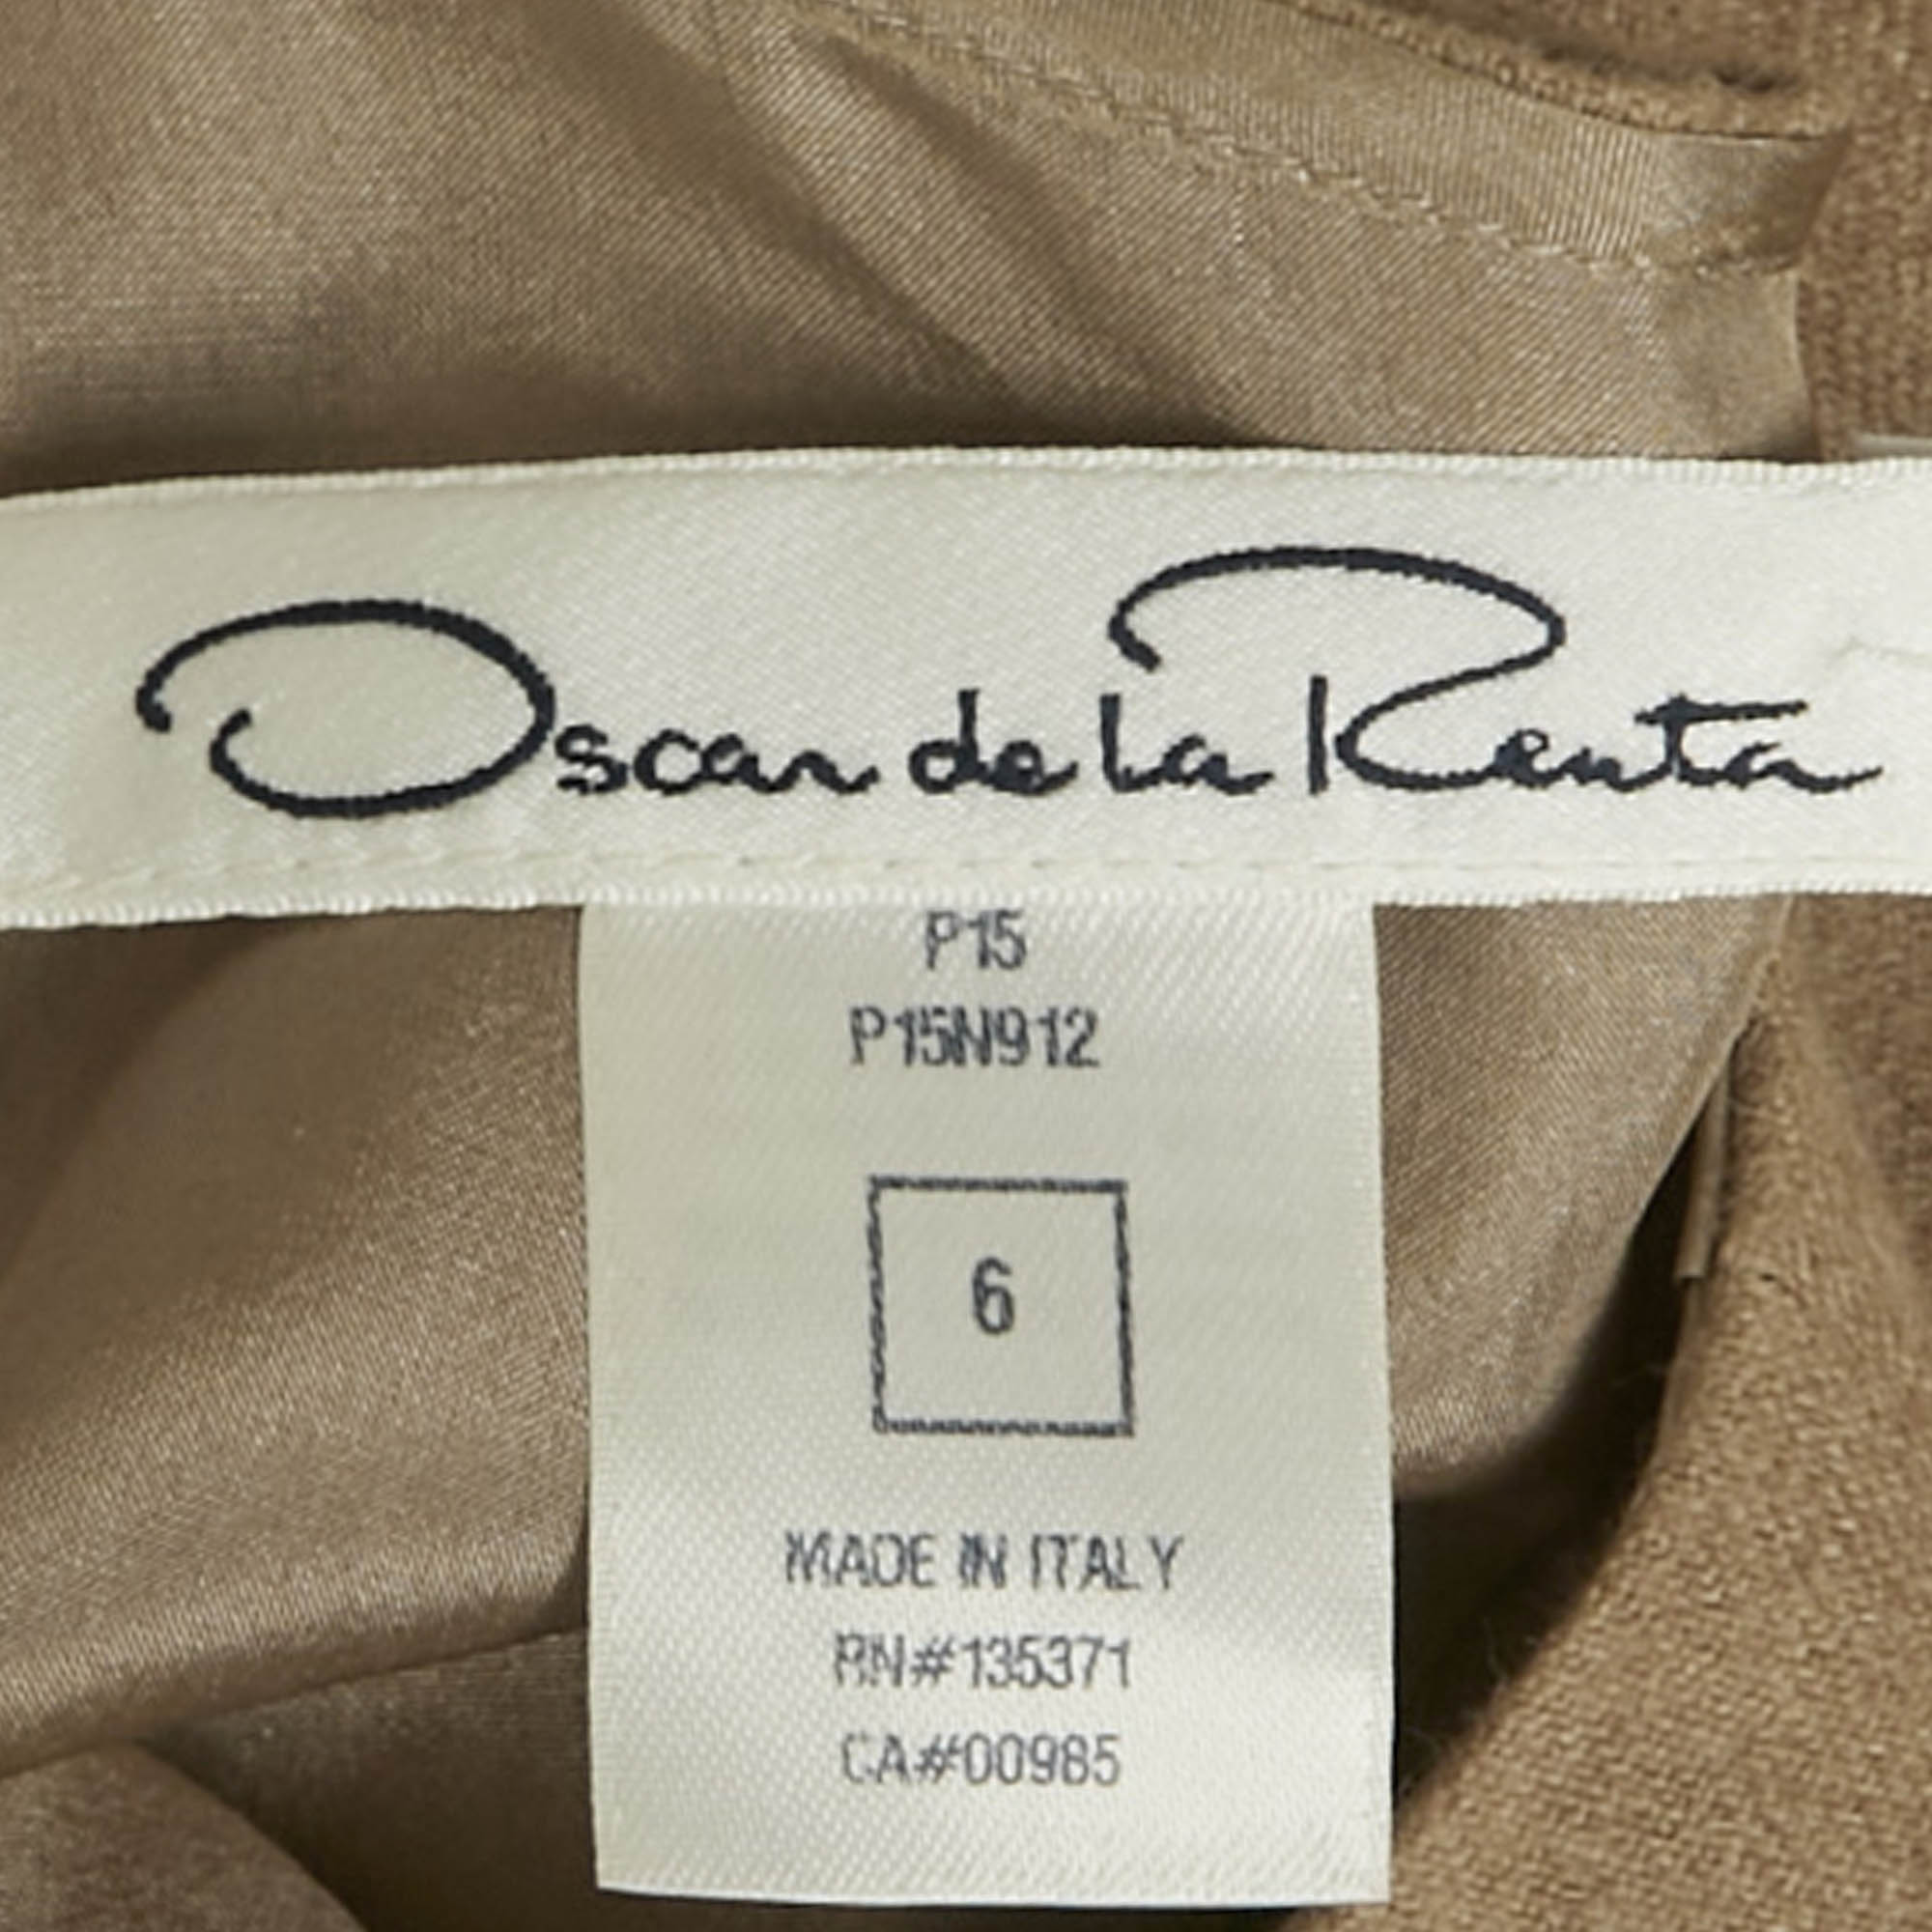 Oscar de la Renta
P15
P15N912
6
MADE IN ITALY
RN#135371
CA#00985